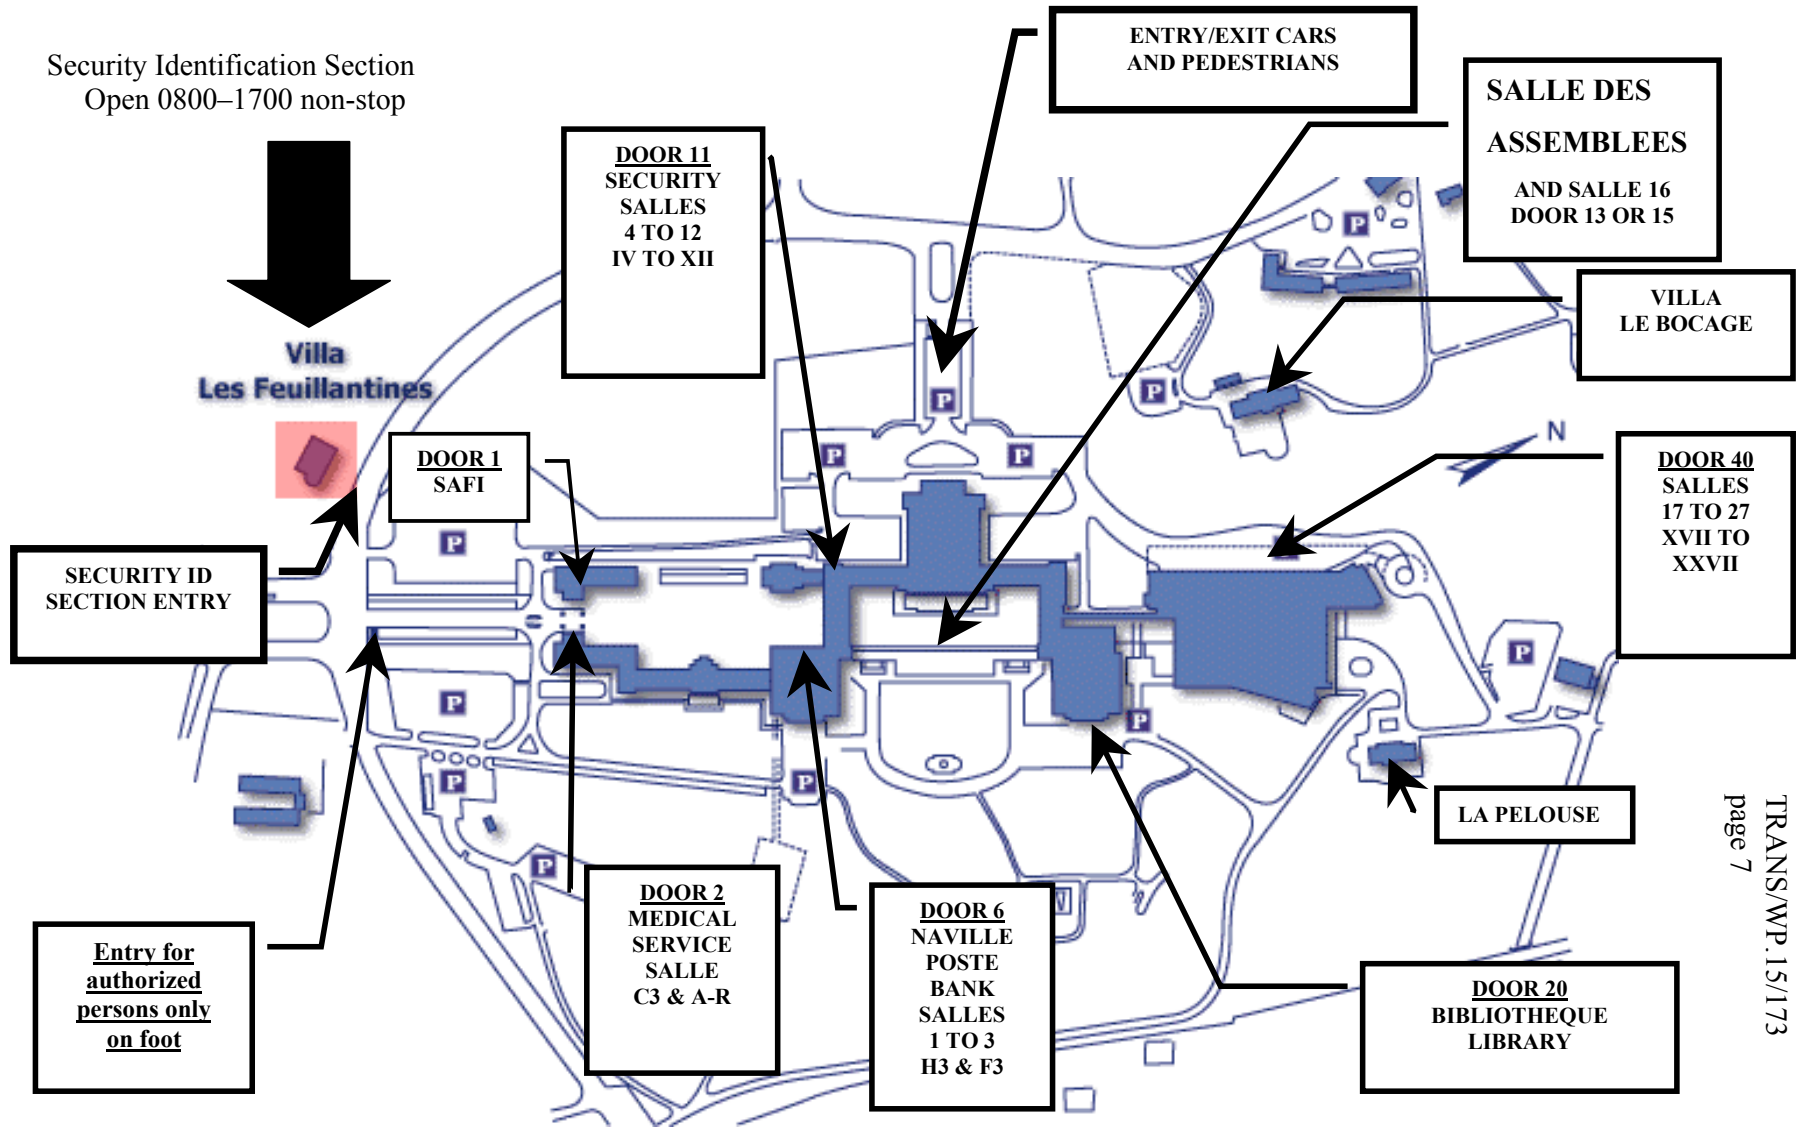 Security Identification Section
Open 0800–1700 non-stop
ENTRY/EXIT CARS
AND PEDESTRIANS
SALLE DES
ASSEMBLEES
AND SALLE 16
DOOR 13 OR 15
DOOR 11
SECURITY
SALLES
4 TO 12
IV TO XII
P
VILLA
LE BOCAGE
Villa
Les Feuillantines
P
P
N
DOOR 1
SAFI
P
P
DOOR 40
SALLES
17 TO 27
XVII TO
XXVII
P
SECURITY ID
SECTION ENTRY
P
P
P
P
P
LA PELOUSE
TRANS/WP.15/173
page 7
P
DOOR 2
MEDICAL
SERVICE
SALLE
C3 & A-R
DOOR 6
NAVILLE
POSTE
BANK
SALLES
1 TO 3
H3 & F3
Entry for
authorized
persons only
on foot
DOOR 20
BIBLIOTHEQUE
LIBRARY